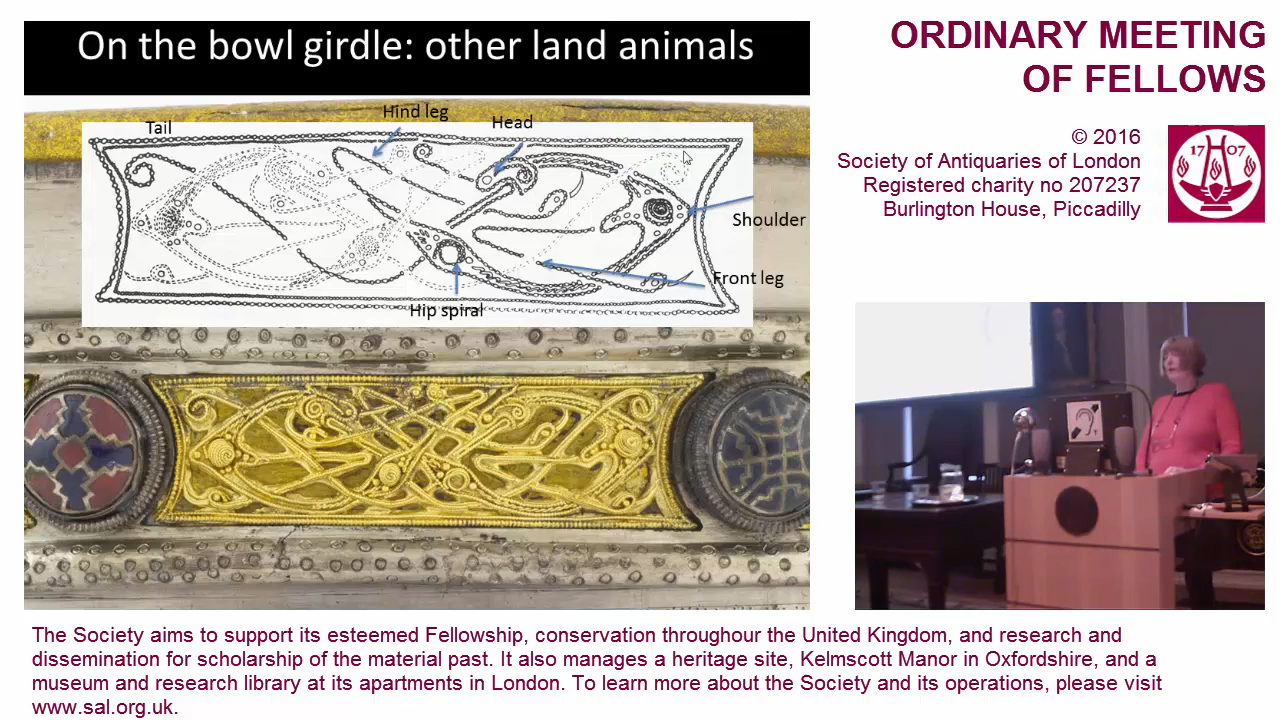 On the bowl girdle: other land animals
Hind leg
Head
Tail
Shoulder
Front leg
Hip spiral
ORDINARY MEETING
OF FELLOWS
© 2016
Society of Antiquaries of London
Registered charity no 207237
Burlington House, Piccadilly
17 07
The Society aims to support its esteemed Fellowship, conservation throughour the United Kingdom, and research and
dissemination for scholarship of the material past. It also manages a heritage site, Kelmscott Manor in Oxfordshire, and a
museum and research library at its apartments in London. To learn more about the Society and its operations, please visit
www.sal.org.uk.